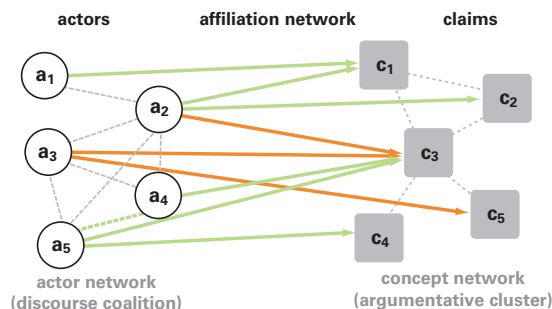 actors affiliation network claims
a1
c1
a2
c2
a3
c3
a4
c5
a5
c4
actor network
(discourse coalition)
concept network
(argumentative cluster)